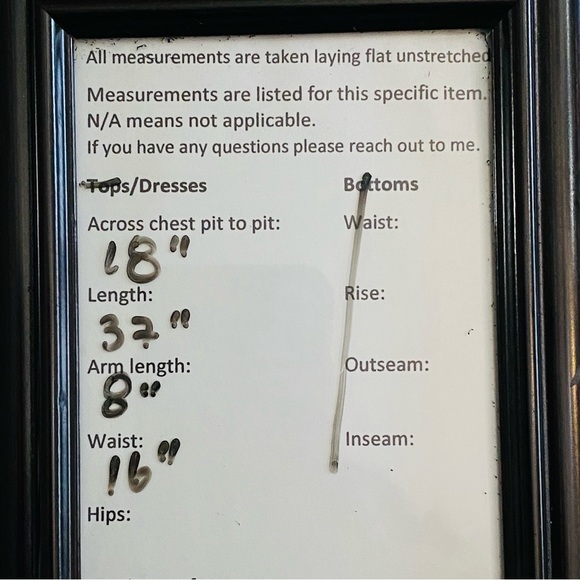 All measurements are taken laying flat unstretched
Measurements are listed for this specific item.
N/A means not applicable.
If you have any questions please reach out to me.
Tops/Dresses
Across chest pit to pit:
18"
Length:
37"
Arm length:
8"
Waist:
16"
Hips:
Bottoms
Waist:
Rise:
Outseam:
Inseam: